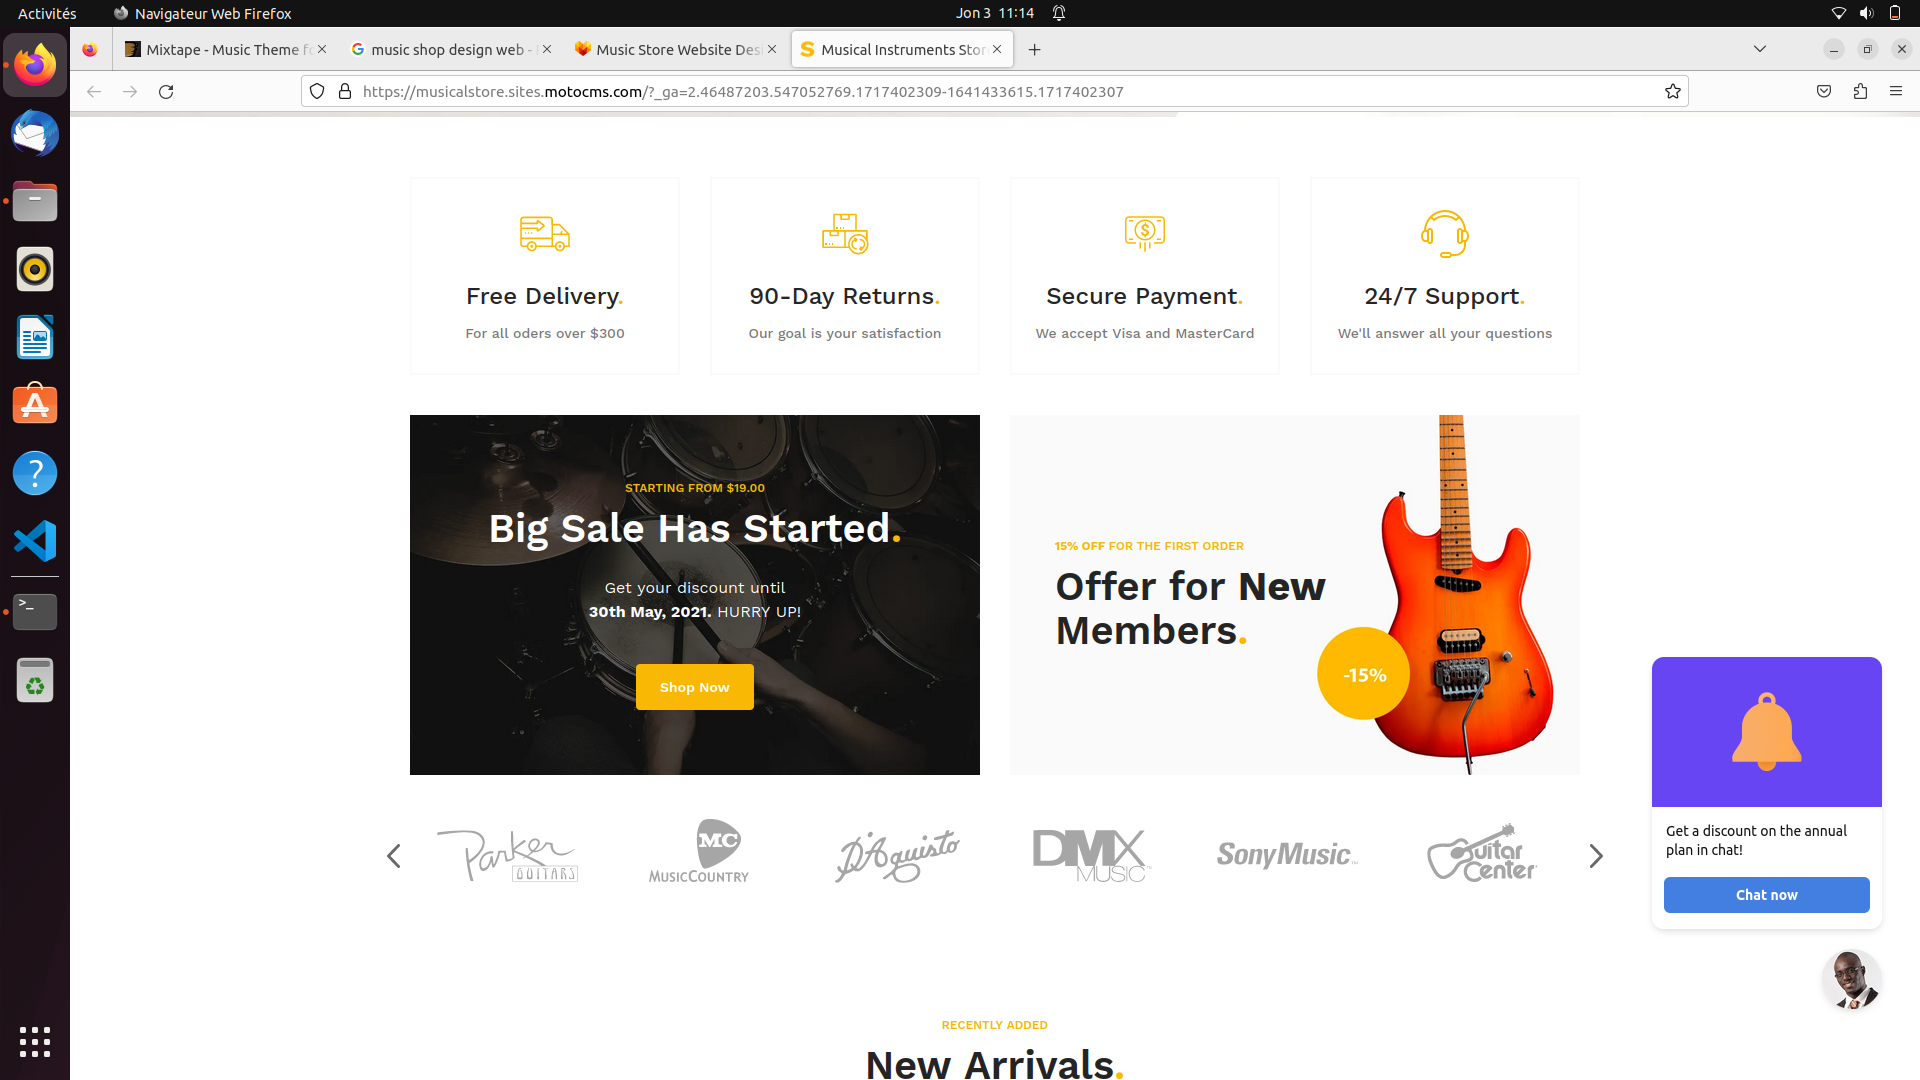 Activités
Navigateur Web Firefox
Jon 3 11:14
Mixtape - Music Theme fo
music shop design web -
Music Store Website Des
Musical Instruments Stor
https://musicalstore.sites.motocms.com/?_ga=2.46487203.547052769.1717402309-1641433615.1717402307
Free Delivery.
For all oders over $300
90-Day Returns.
Our goal is your satisfaction
Secure Payment.
We accept Visa and MasterCard
24/7 Support.
We'll answer all your questions
STARTING FROM $19.00
Big Sale Has Started.
Get your discount until
30th May, 2021. HURRY UP!
Shop Now
15% OFF FOR THE FIRST ORDER
Offer for New
Members.
-15%
Parker
GUITARS
MC
MUSICCOUNTRY
D'Aquisto
DMX
MUSIC
SonyMusic
Guitar
Center
Get a discount on the annual
plan in chat!
Chat now
RECENTLY ADDED
New Arrivals.